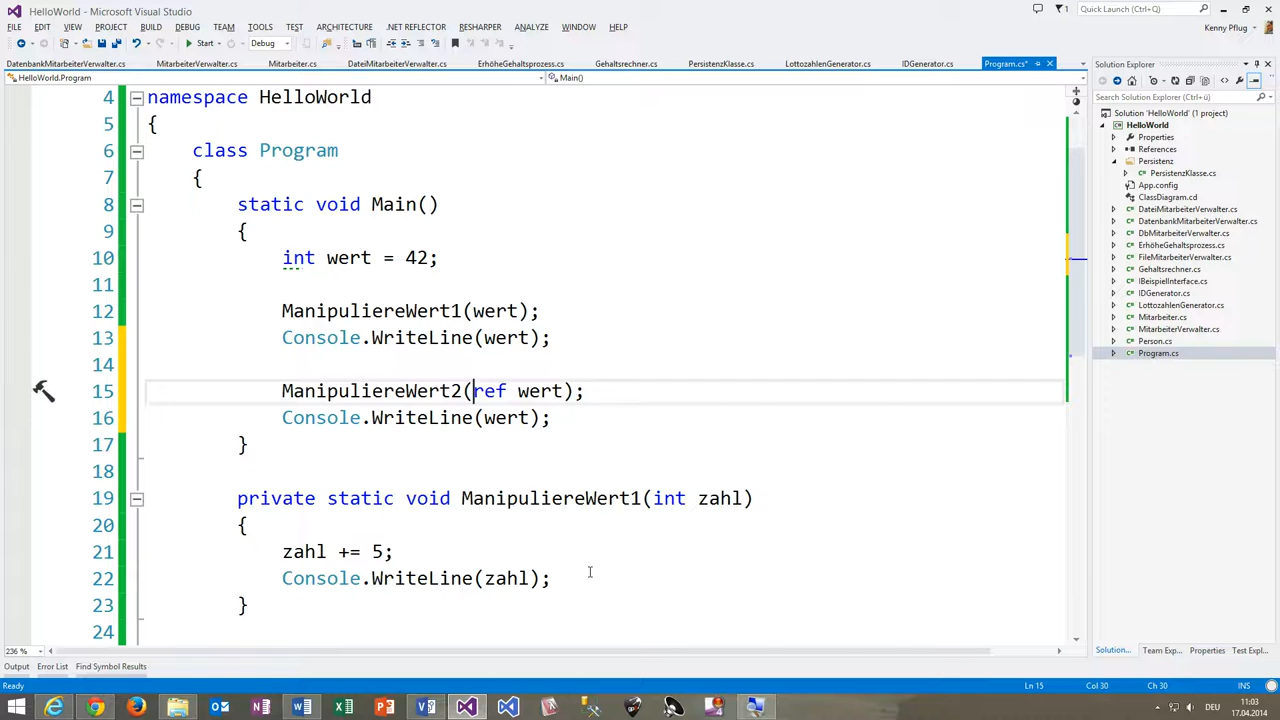 HelloWorld - Microsoft Visual Studio
Quick Launch (Ctrl+Q)
FILE EDIT VIEW PROJECT BUILD DEBUG TEAM TOOLS TEST ARCHITECTURE .NET REFLECTOR RESHARPER ANALYZE WINDOW HELP
Kenny Pflug
Start Debug
DatenbankMitarbeiterVerwalter.cs MitarbeiterVerwalter.cs Mitarbeiter.cs DateiMitarbeiterVerwalter.cs ErhöheGehaltsprozess.cs Gehaltsrechner.cs PersistenzKlasse.cs LottozahlenGenerator.cs IDGenerator.cs Program.cs*
HelloWorld.Program Main()
4 namespace HelloWorld
5 {
6 class Program
7 {
8 static void Main()
9 {
10 int wert = 42;
11
12 ManipuliereWert1(wert);
13 Console.WriteLine(wert);
14
15 ManipuliereWert2(ref wert);
16 Console.WriteLine(wert);
17 }
18
19 private static void ManipuliereWert1(int zahl)
20 {
21 zahl += 5;
22 Console.WriteLine(zahl);
23 }
24
236 %
Solution Explorer
Search Solution Explorer (Ctrl+ü)
Solution 'HelloWorld' (1 project)
HelloWorld
Properties
References
Persistenz
PersistenzKlasse.cs
App.config
ClassDiagram.cd
DateiMitarbeiterVerwalter.cs
DatenbankMitarbeiterVerwalter.cs
DbMitarbeiterVerwalter.cs
ErhöheGehaltsprozess.cs
FileMitarbeiterVerwalter.cs
Gehaltsrechner.cs
IBeispielInterface.cs
IDGenerator.cs
LottozahlenGenerator.cs
Mitarbeiter.cs
MitarbeiterVerwalter.cs
Person.cs
Program.cs
Solution... Team Exp... Properties Test Expl...
Output Error List Find Symbol Results
Ready Ln 15 Col 30 Ch 30 INS
DEU
11:03
17.04.2014